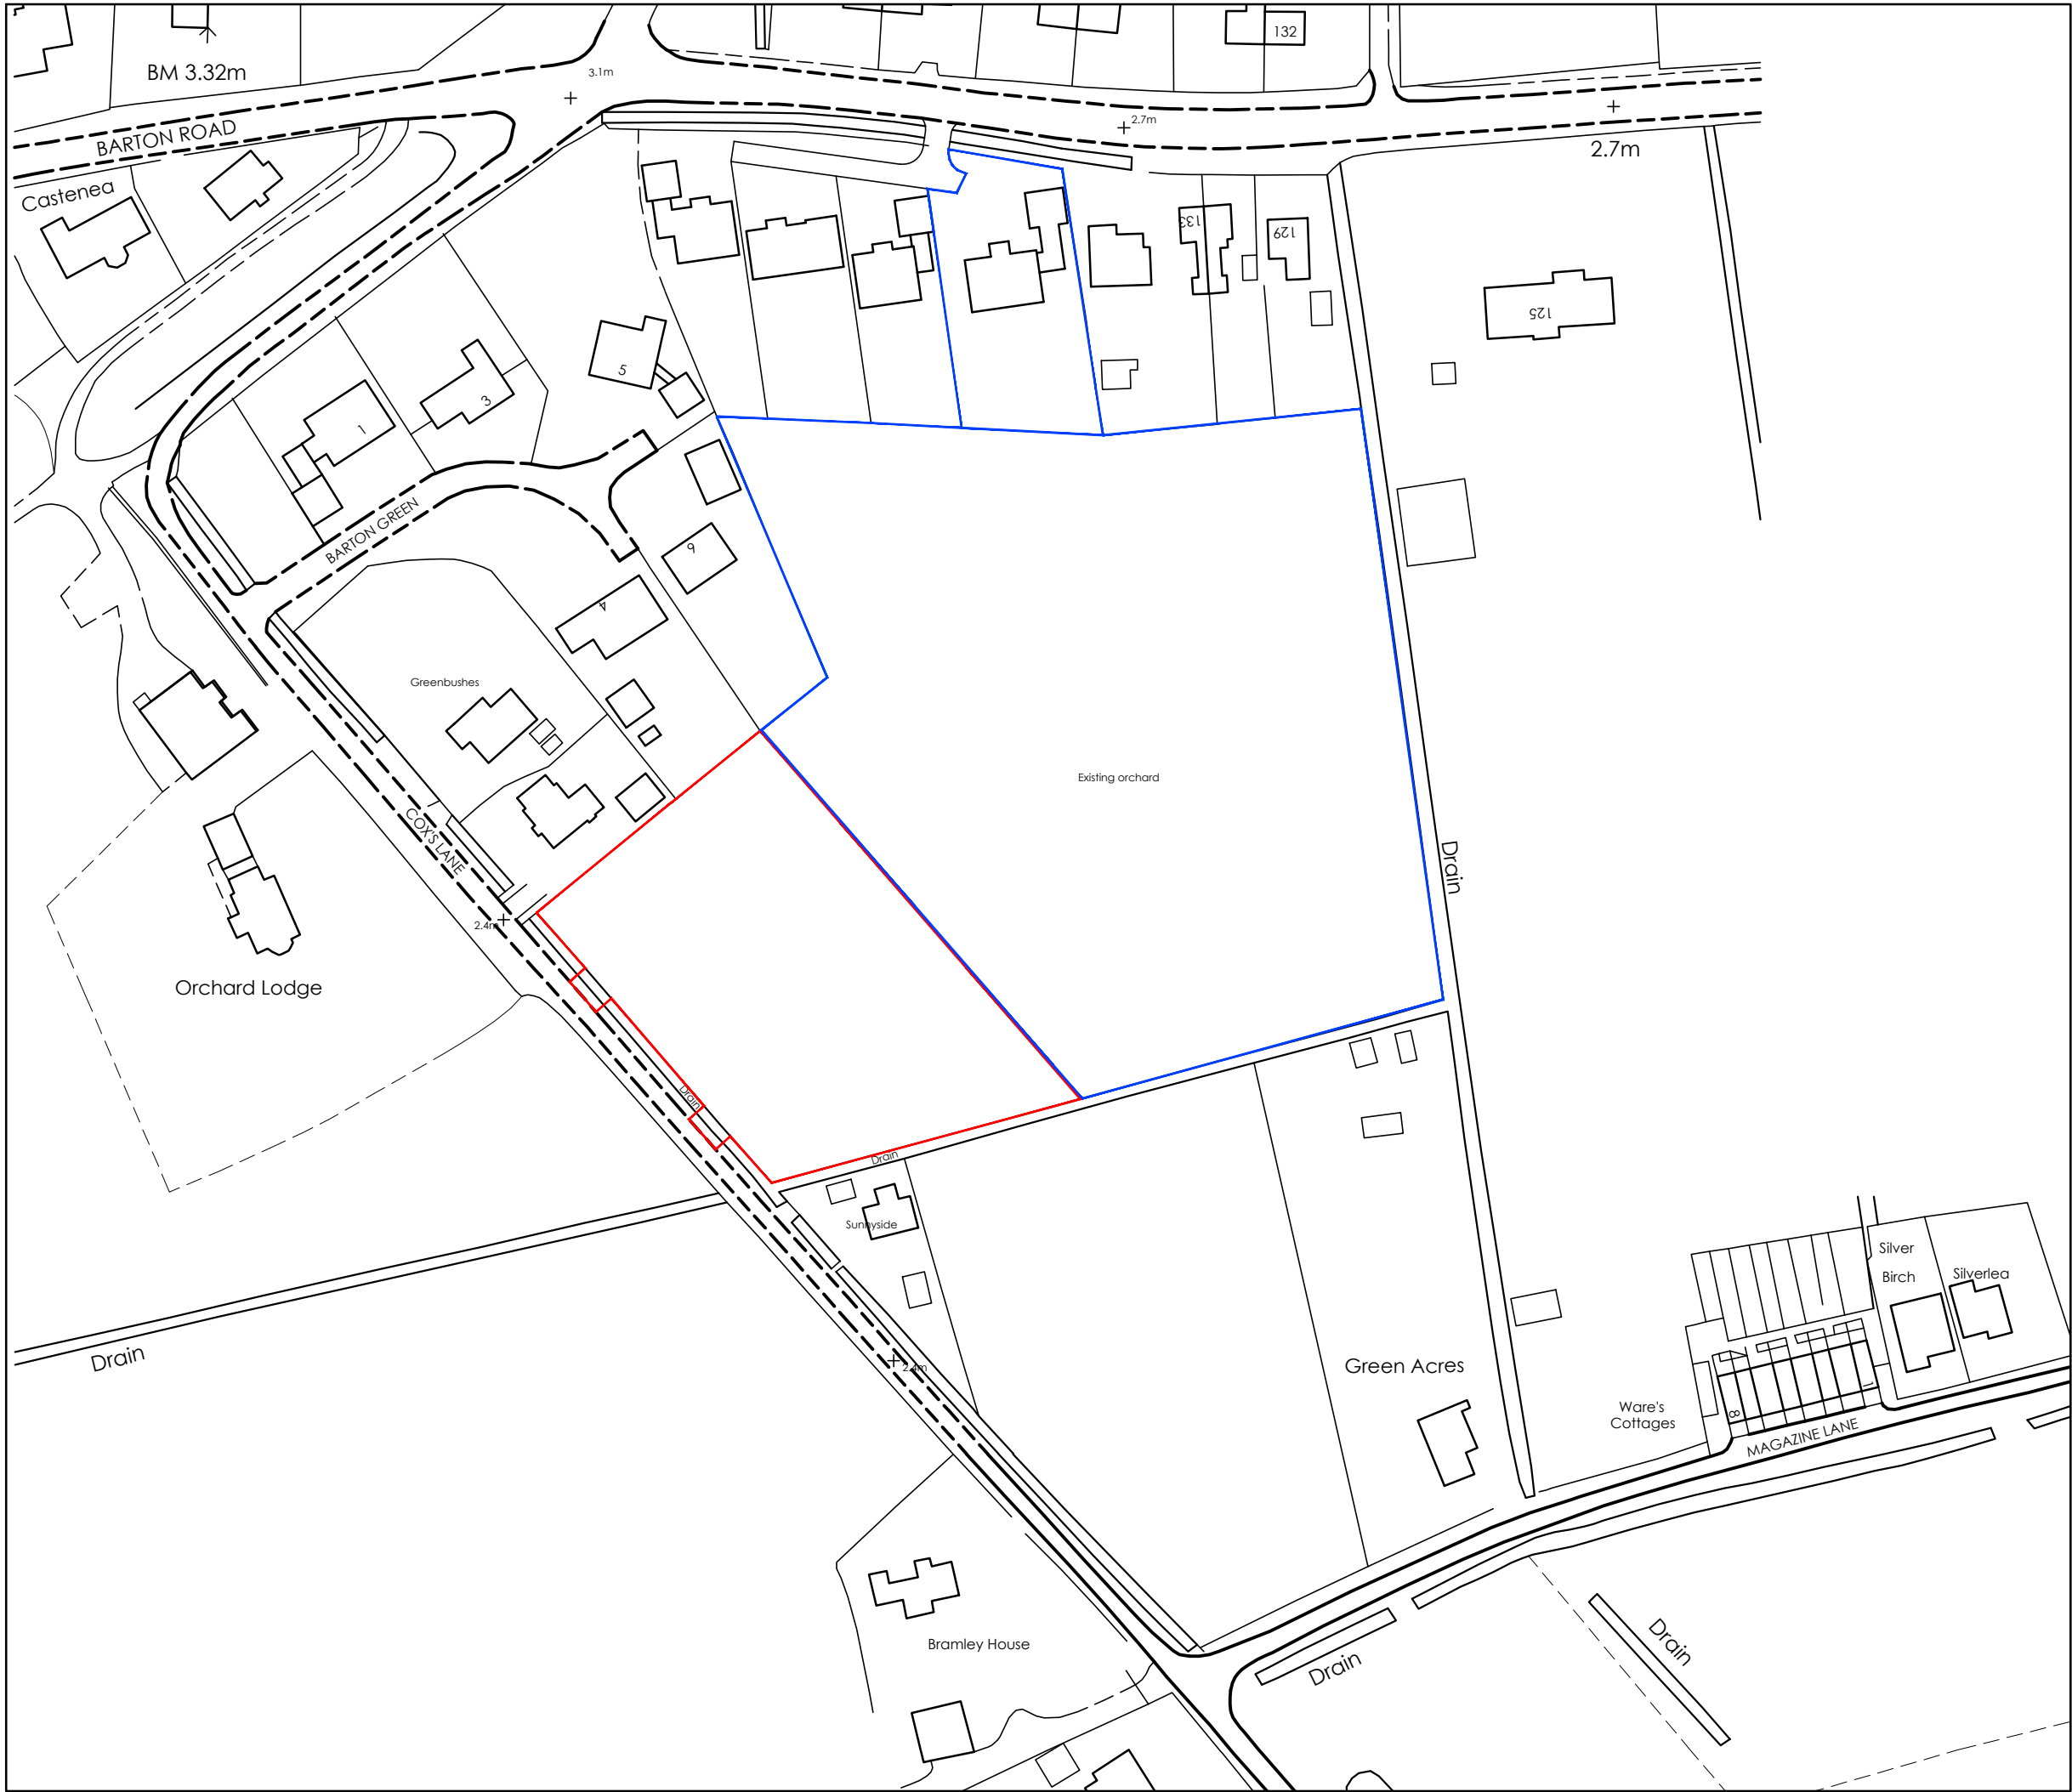 132
BM 3.32m
3.1m
BARTON ROAD
2.7m
2.7m
Castenea
133
129
125
5
3
1
BARTON GREEN
9
4
Greenbushes
Existing orchard
COX'S LANE
Drain
2.4m
Orchard Lodge
Drain
Drain
Sunnyside
Silver
Birch
Silverlea
Drain
2.4m
Green Acres
Ware's
Cottages
8
MAGAZINE LANE
Bramley House
Drain
Drain